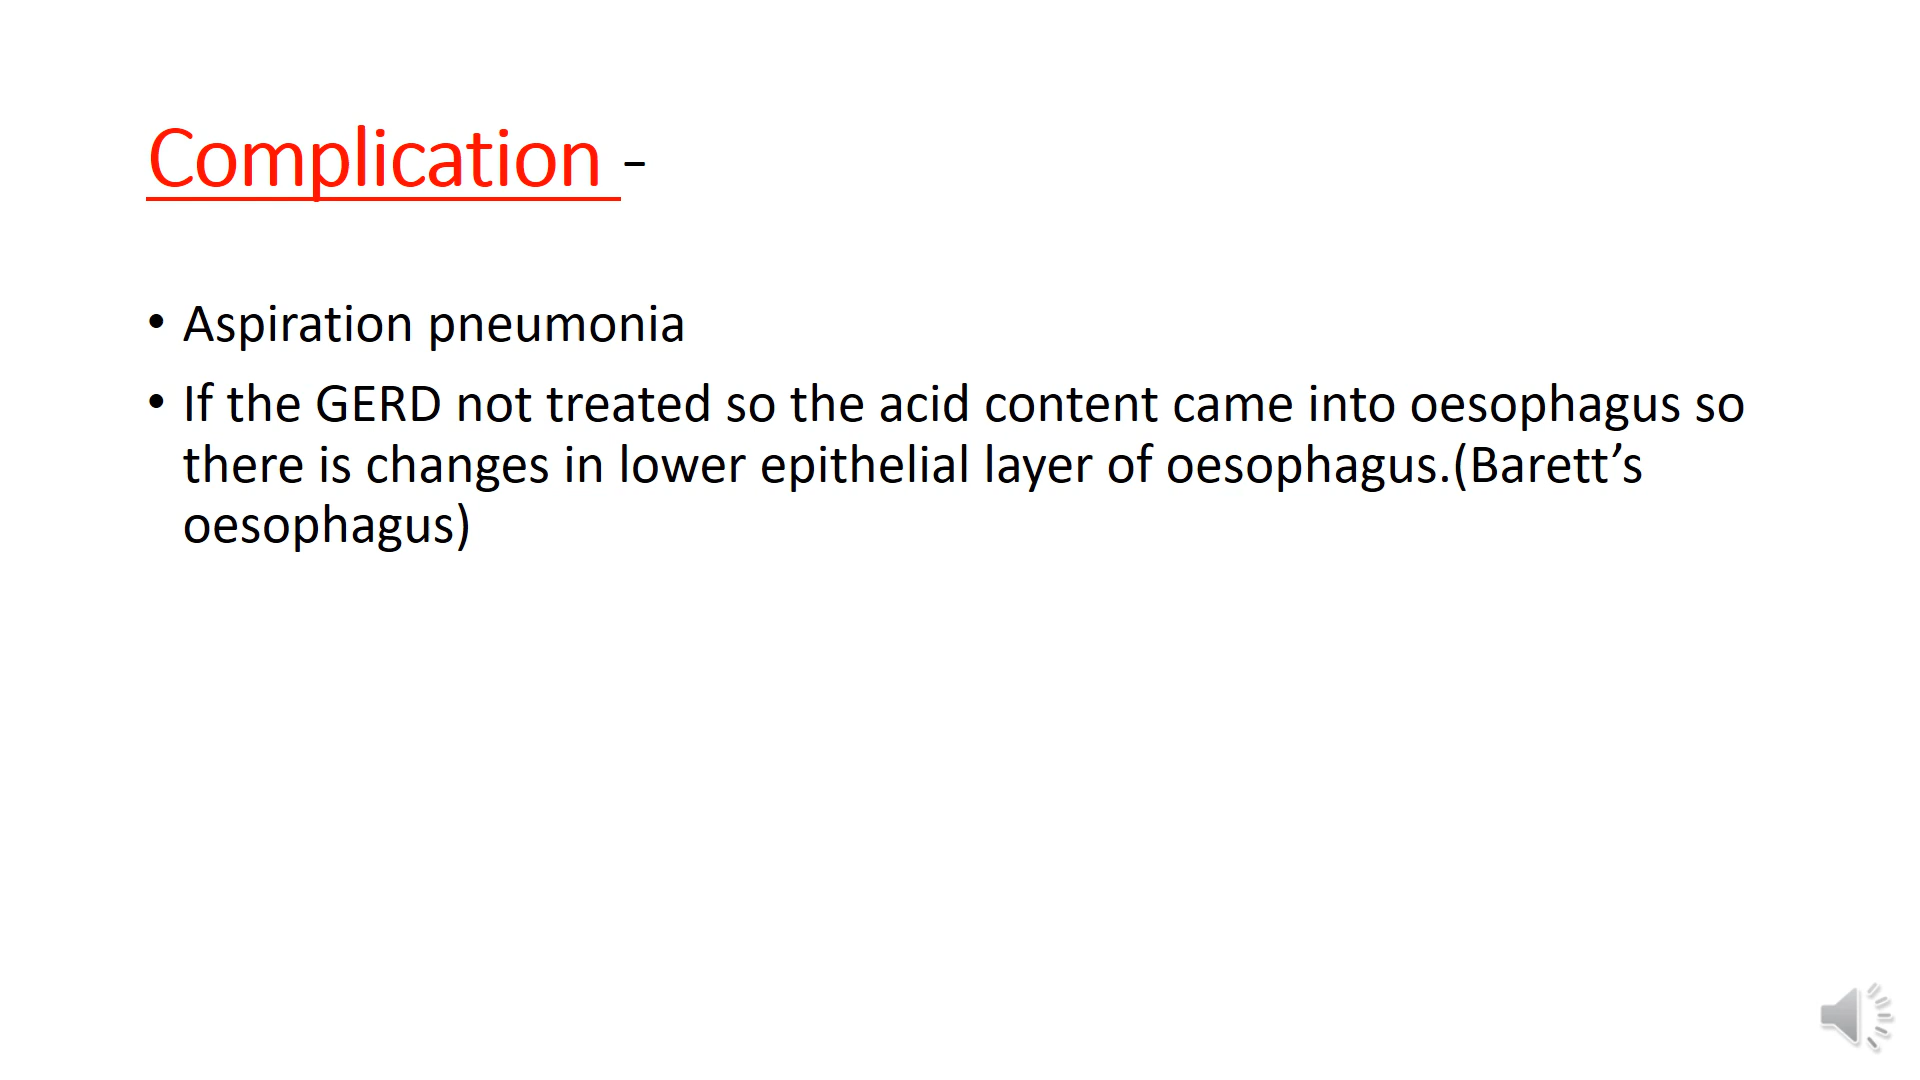 Complication -
• Aspiration pneumonia
• If the GERD not treated so the acid content came into oesophagus so
there is changes in lower epithelial layer of oesophagus.(Barett’s
oesophagus)